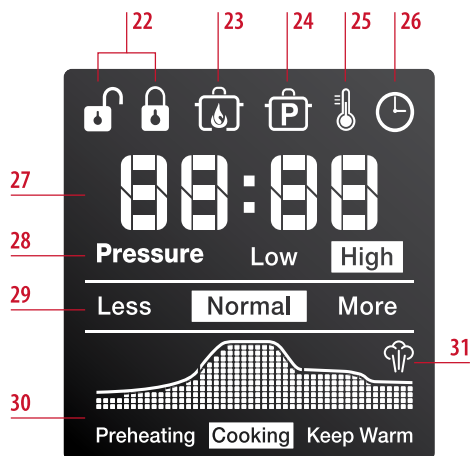 22 23 24 25 26
P
27 88:88
28 Pressure Low High
29 Less Normal More
31
30 Preheating Cooking Keep Warm